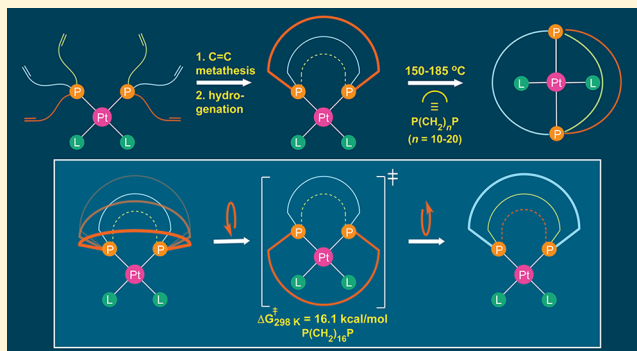 P P
Pt
L L
1. C=C
metathesis
2. hydro-
genation
P P
Pt
L L
150-185 °C
≡
P(CH₂)ₙP
(n = 10-20)
P
L Pt L
P
P P
Pt
L L
‡
P P
Pt
L L
ΔG‡298 K = 16.1 kcal/mol
P(CH₂)₁₆P
P P
Pt
L L